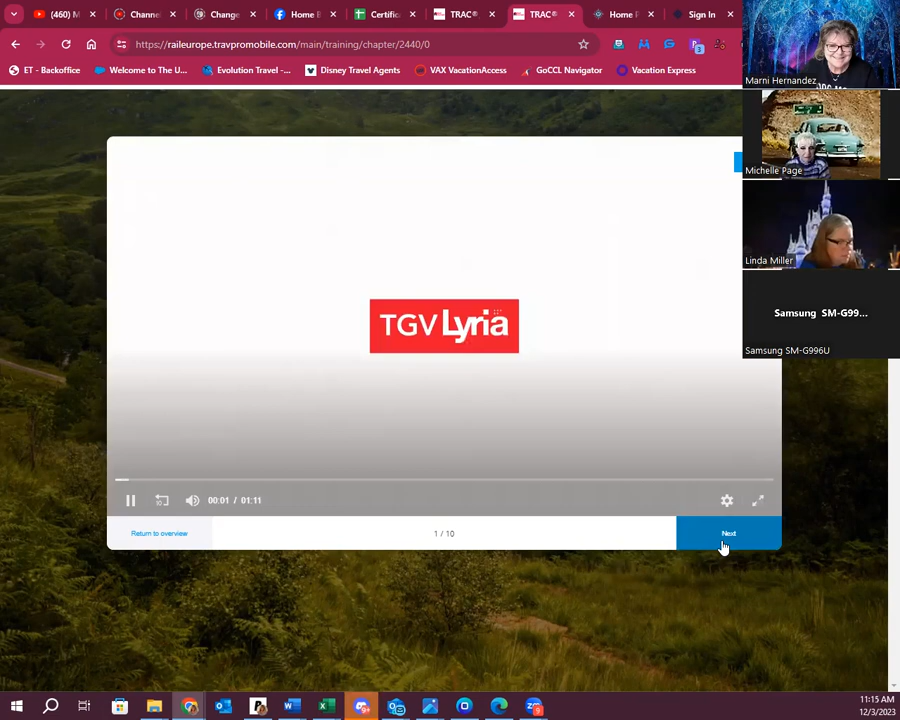 (460) M
Channel
Change
Home B
Certifica
TRAC®
TRAC®
Home P
Sign In
https://raileurope.travpromobile.com/main/training/chapter/2440/0
ET - Backoffice
Welcome to The U...
Evolution Travel -...
Disney Travel Agents
VAX VacationAccess
GoCCL Navigator
Vacation Express
Marni Hernandez
Michelle Page
Linda Miller
Samsung SM-G99...
Samsung SM-G996U
TGV Lyria
00:01 / 01:11
Return to overview
1 / 10
Next
11:15 AM
12/3/2023